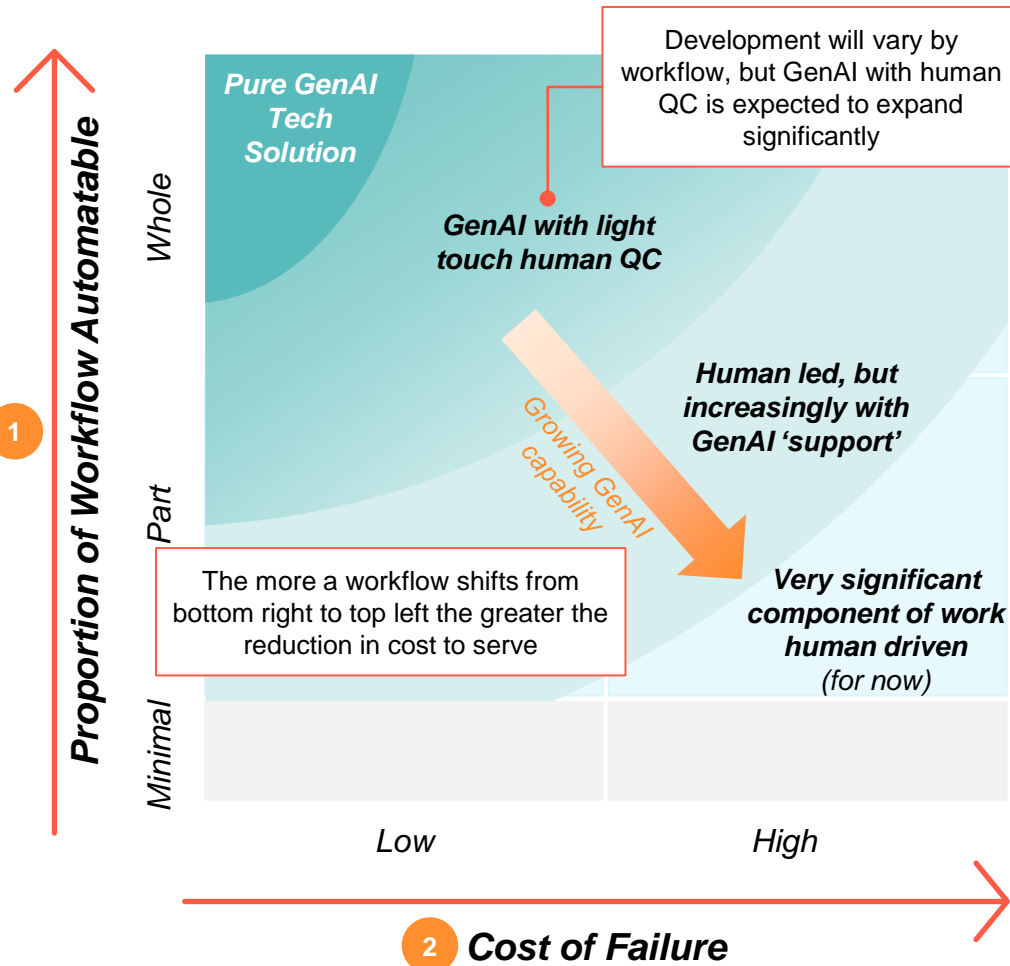 Development will vary by
workflow, but GenAI with human
QC is expected to expand
significantly
Pure GenAI
Tech
Solution
GenAI with light
touch human QC
Human led, but
increasingly with
GenAI ‘support’
Growing GenAI
capability
The more a workflow shifts from
bottom right to top left the greater the
reduction in cost to serve
Very significant
component of work
human driven
(for now)
1
Proportion of Workflow Automatable
Whole
Part
Minimal
Low
High
2
Cost of Failure